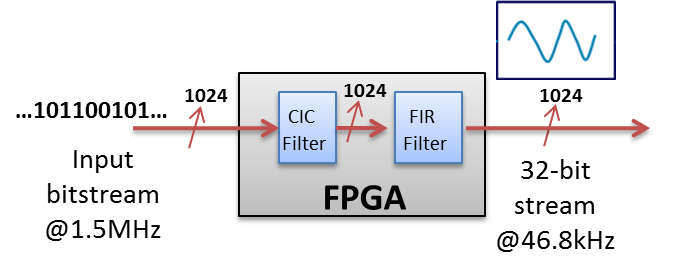 ...101100101...
1024
1024
1024
CIC
Filter
FIR
Filter
FPGA
Input
bitstream
@1.5MHz
32-bit
stream
@46.8kHz